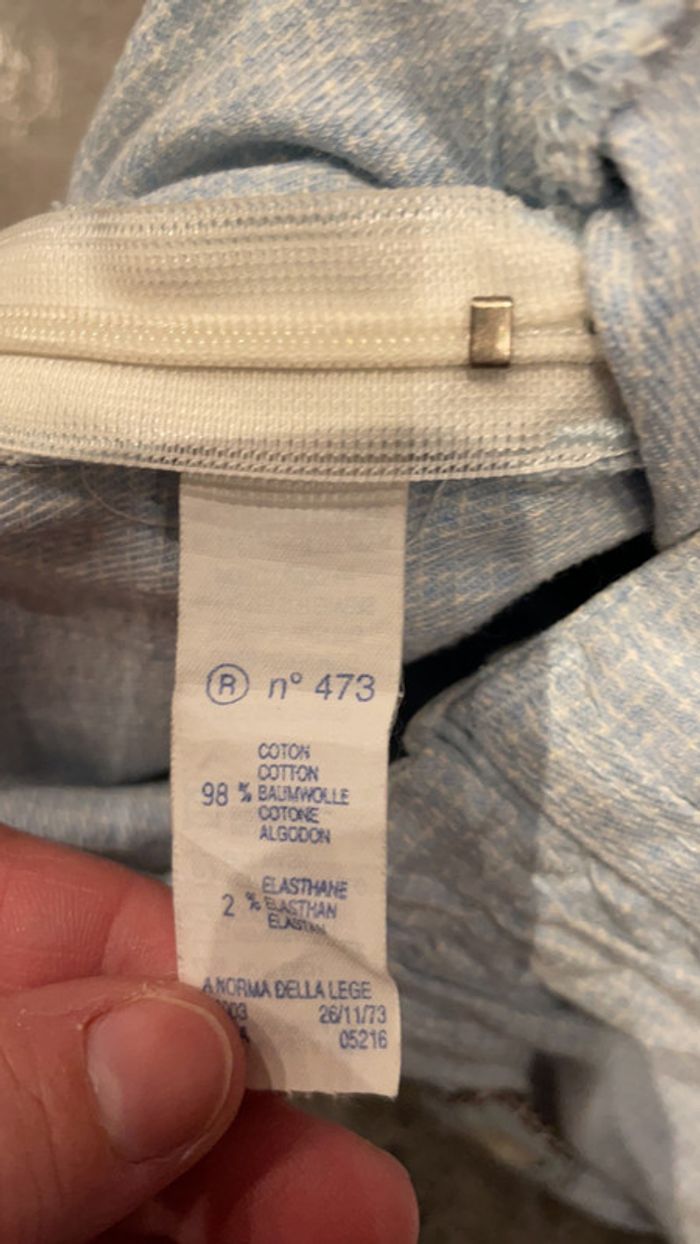 R n° 473
COTON
COTTON
98 % BAUMWOLLE
COTONE
ALGODON
ELASTHANE
2 % ELASTHAN
ELASTAN
A NORMA DELLA LEGE
26/11/73
05216